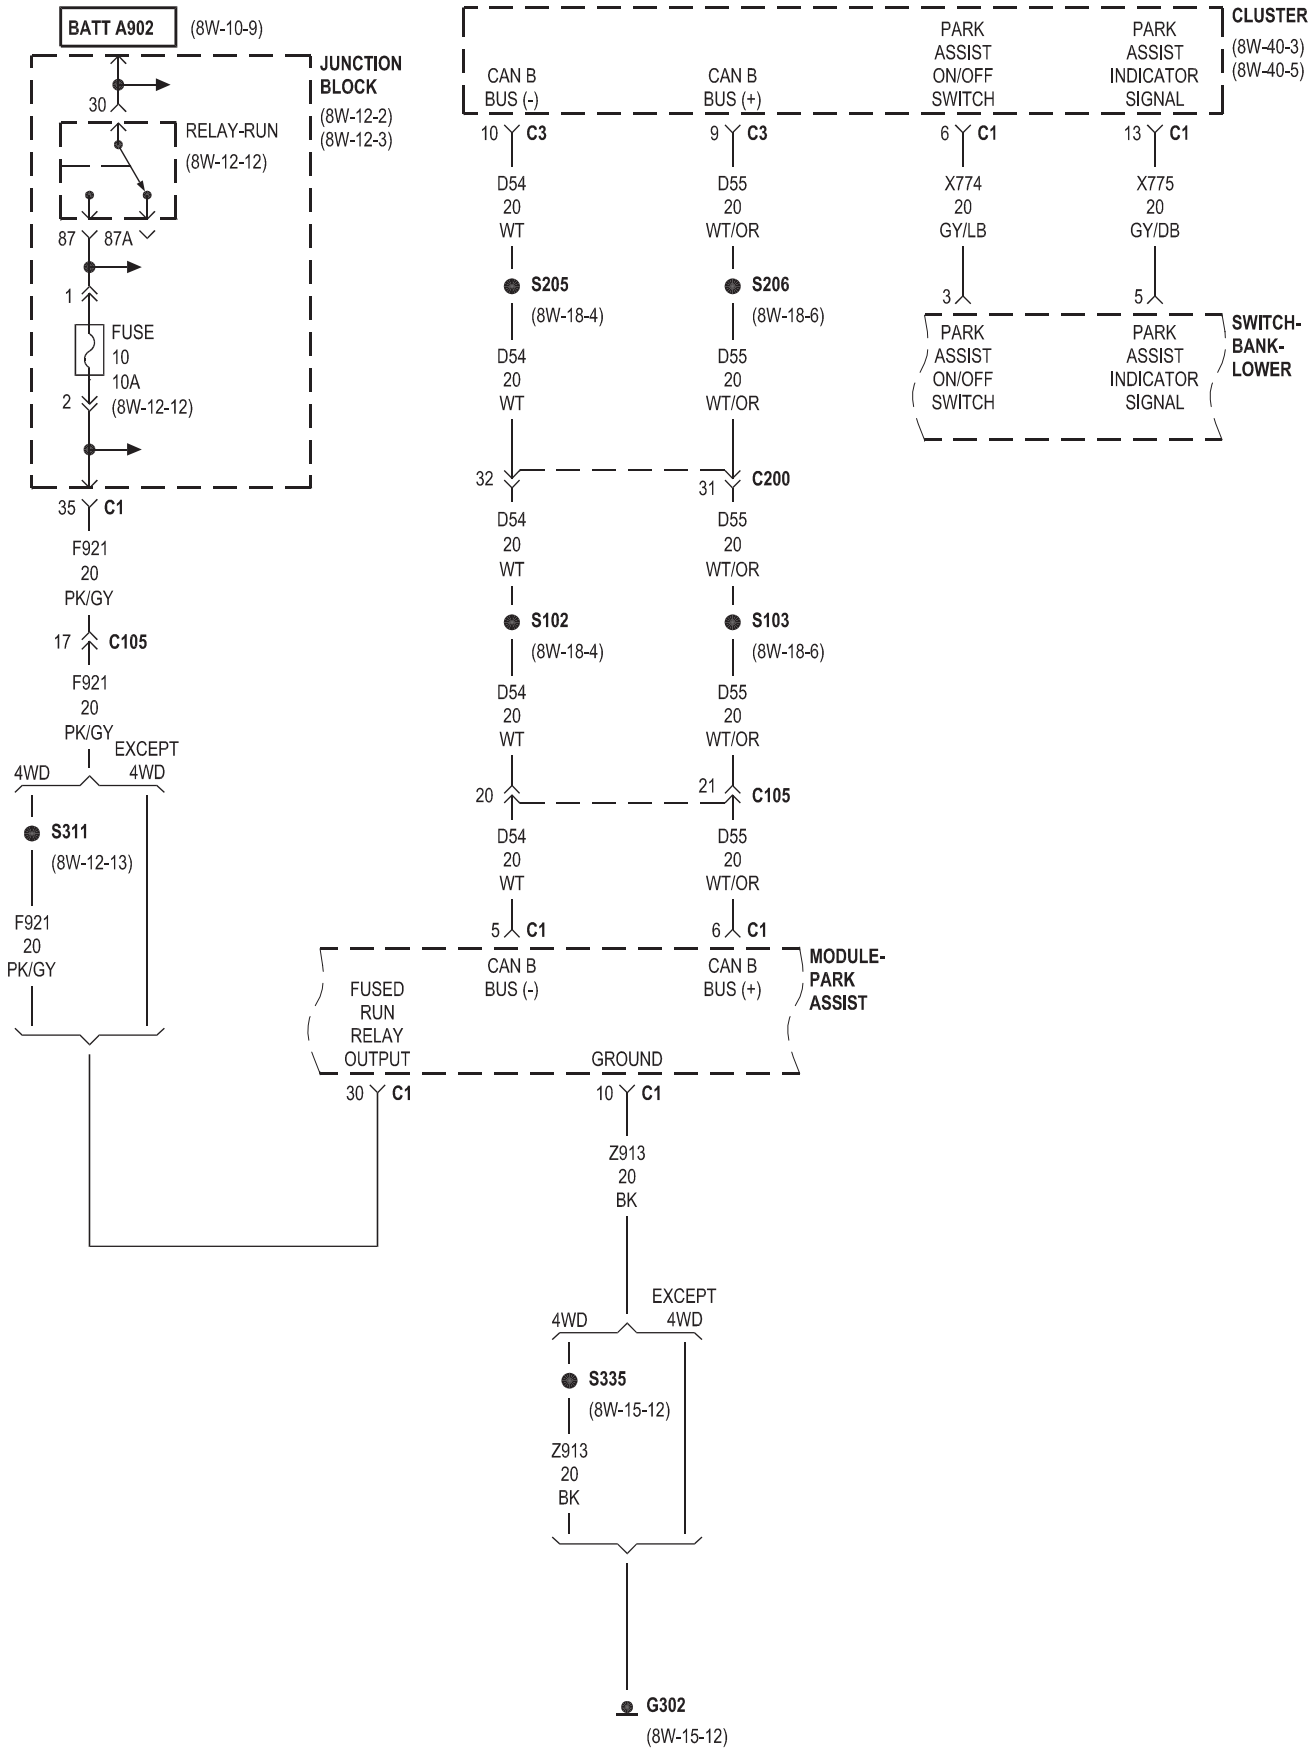 BATT A902 (8W-10-9)
JUNCTION
BLOCK
(8W-12-2)
(8W-12-3)
30
RELAY-RUN
(8W-12-12)
87 87A
1
FUSE
10
10A
(8W-12-12)
2
35 C1
F921
20
PK/GY
17 C105
F921
20
PK/GY
4WD
EXCEPT
4WD
S311
(8W-12-13)
F921
20
PK/GY
CLUSTER
(8W-40-3)
(8W-40-5)
CAN B
BUS (-)
CAN B
BUS (+)
PARK
ASSIST
ON/OFF
SWITCH
PARK
ASSIST
INDICATOR
SIGNAL
10 C3
9 C3
6 C1
13 C1
D54
20
WT
D55
20
WT/OR
X774
20
GY/LB
X775
20
GY/DB
S205
(8W-18-4)
S206
(8W-18-6)
3
5
SWITCH-
BANK-
LOWER
PARK
ASSIST
ON/OFF
SWITCH
PARK
ASSIST
INDICATOR
SIGNAL
D54
20
WT
D55
20
WT/OR
32
31
C200
D54
20
WT
D55
20
WT/OR
S102
(8W-18-4)
S103
(8W-18-6)
D54
20
WT
D55
20
WT/OR
20
21
C105
D54
20
WT
D55
20
WT/OR
5 C1
6 C1
MODULE-
PARK
ASSIST
CAN B
BUS (-)
CAN B
BUS (+)
FUSED
RUN
RELAY
OUTPUT
GROUND
30 C1
10 C1
Z913
20
BK
4WD
EXCEPT
4WD
S335
(8W-15-12)
Z913
20
BK
G302
(8W-15-12)